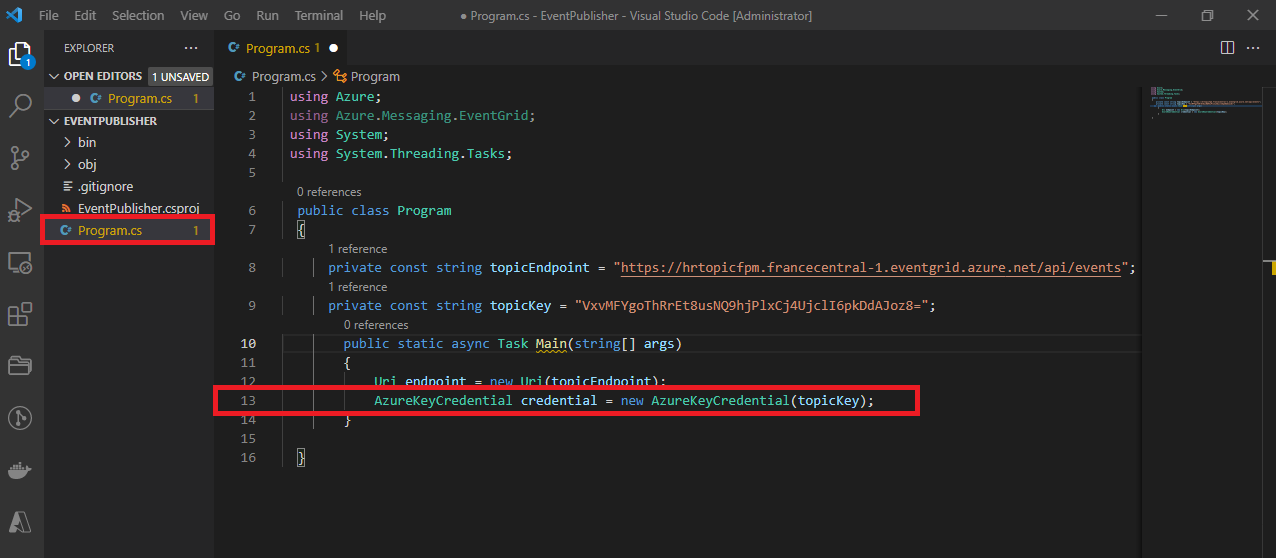 File Edit Selection View Go Run Terminal Help
● Program.cs - EventPublisher - Visual Studio Code [Administrator]
EXPLORER ···
OPEN EDITORS 1 UNSAVED
● C# Program.cs 1
EVENTPUBLISHER
bin
obj
.gitignore
EventPublisher.csproj
C# Program.cs 1
1
C# Program.cs 1 ●
C# Program.cs > Program
1 using Azure;
2 using Azure.Messaging.EventGrid;
3 using System;
4 using System.Threading.Tasks;
5
0 references
6 public class Program
7 {
1 reference
8 private const string topicEndpoint = "https://hrtopicfpm.francecentral-1.eventgrid.azure.net/api/events";
1 reference
9 private const string topicKey = "VxvMFYgoThRrEt8usNQ9hjPlxCj4UjclI6pkDdAJoz8=";
0 references
10 public static async Task Main(string[] args)
11 {
12 Uri endpoint = new Uri(topicEndpoint);
13 AzureKeyCredential credential = new AzureKeyCredential(topicKey);
14 }
15
16 }